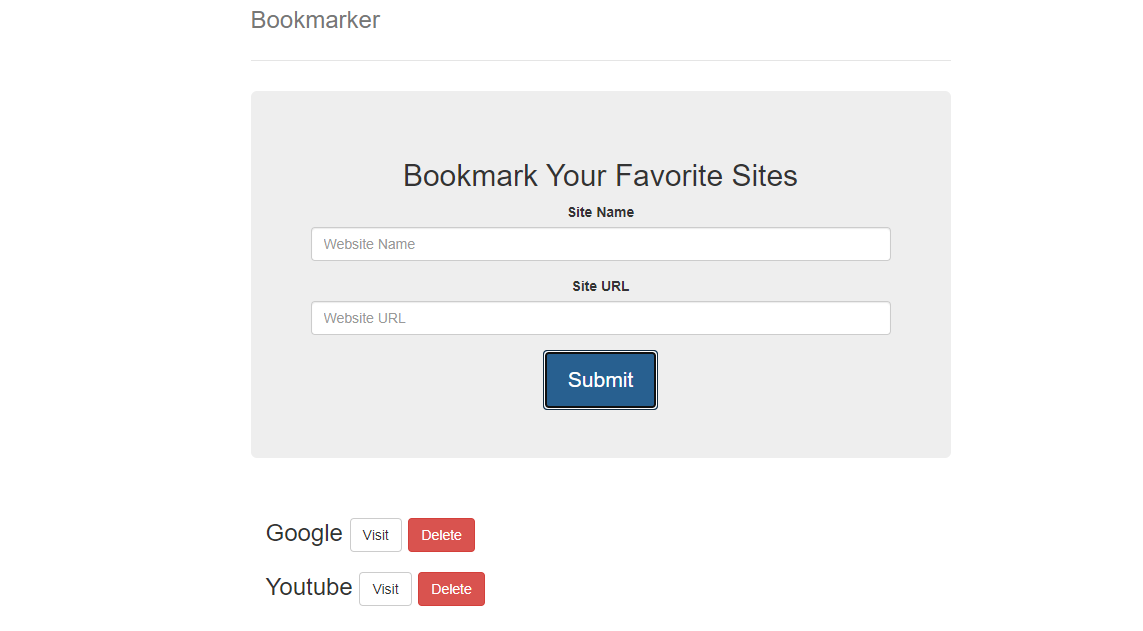 Bookmarker
Bookmark Your Favorite Sites
Site Name
Website Name
Site URL
Website URL
Submit
Google Visit Delete
Youtube Visit Delete